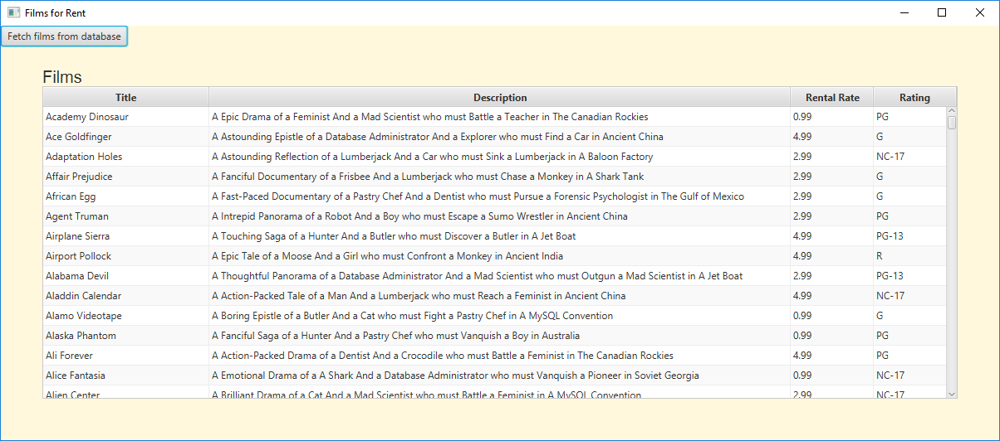 Films for Rent
Fetch films from database
Films
Title Description Rental Rate Rating
Academy Dinosaur A Epic Drama of a Feminist And a Mad Scientist who must Battle a Teacher in The Canadian Rockies 0.99 PG
Ace Goldfinger A Astounding Epistle of a Database Administrator And a Explorer who must Find a Car in Ancient China 4.99 G
Adaptation Holes A Astounding Reflection of a Lumberjack And a Car who must Sink a Lumberjack in A Baloon Factory 2.99 NC-17
Affair Prejudice A Fanciful Documentary of a Frisbee And a Lumberjack who must Chase a Monkey in A Shark Tank 2.99 G
African Egg A Fast-Paced Documentary of a Pastry Chef And a Dentist who must Pursue a Forensic Psychologist in The Gulf of Mexico 2.99 G
Agent Truman A Intrepid Panorama of a Robot And a Boy who must Escape a Sumo Wrestler in Ancient China 2.99 PG
Airplane Sierra A Touching Saga of a Hunter And a Butler who must Discover a Butler in A Jet Boat 4.99 PG-13
Airport Pollock A Epic Tale of a Moose And a Girl who must Confront a Monkey in Ancient India 4.99 R
Alabama Devil A Thoughtful Panorama of a Database Administrator And a Mad Scientist who must Outgun a Mad Scientist in A Jet Boat 2.99 PG-13
Aladdin Calendar A Action-Packed Tale of a Man And a Lumberjack who must Reach a Feminist in Ancient China 4.99 NC-17
Alamo Videotape A Boring Epistle of a Butler And a Cat who must Fight a Pastry Chef in A MySQL Convention 0.99 G
Alaska Phantom A Fanciful Saga of a Hunter And a Pastry Chef who must Vanquish a Boy in Australia 0.99 PG
Ali Forever A Action-Packed Drama of a Dentist And a Crocodile who must Battle a Feminist in The Canadian Rockies 4.99 PG
Alice Fantasia A Emotional Drama of a A Shark And a Database Administrator who must Vanquish a Pioneer in Soviet Georgia 0.99 NC-17
Alien Center A Brilliant Drama of a Cat And a Mad Scientist who must Battle a Feminist in A MySQL Convention 2.99 NC-17